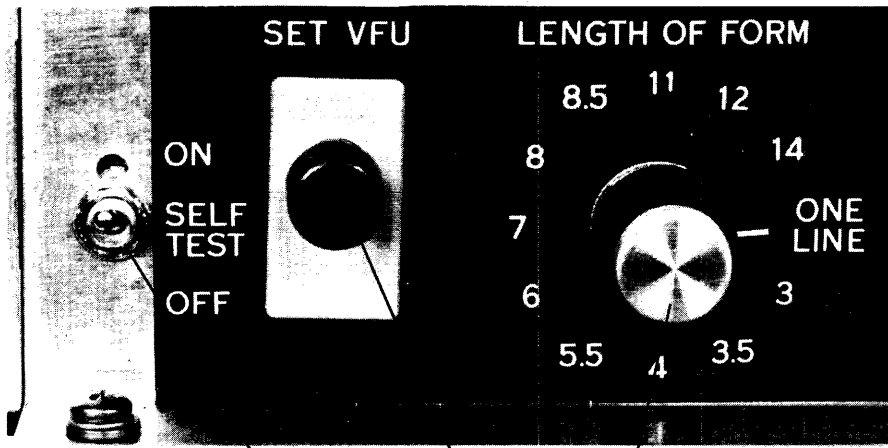 SET VFU
LENGTH OF FORM
ON
SELF
TEST
OFF
11
8.5
12
8
14
7
ONE
LINE
6
3
5.5
3.5
4